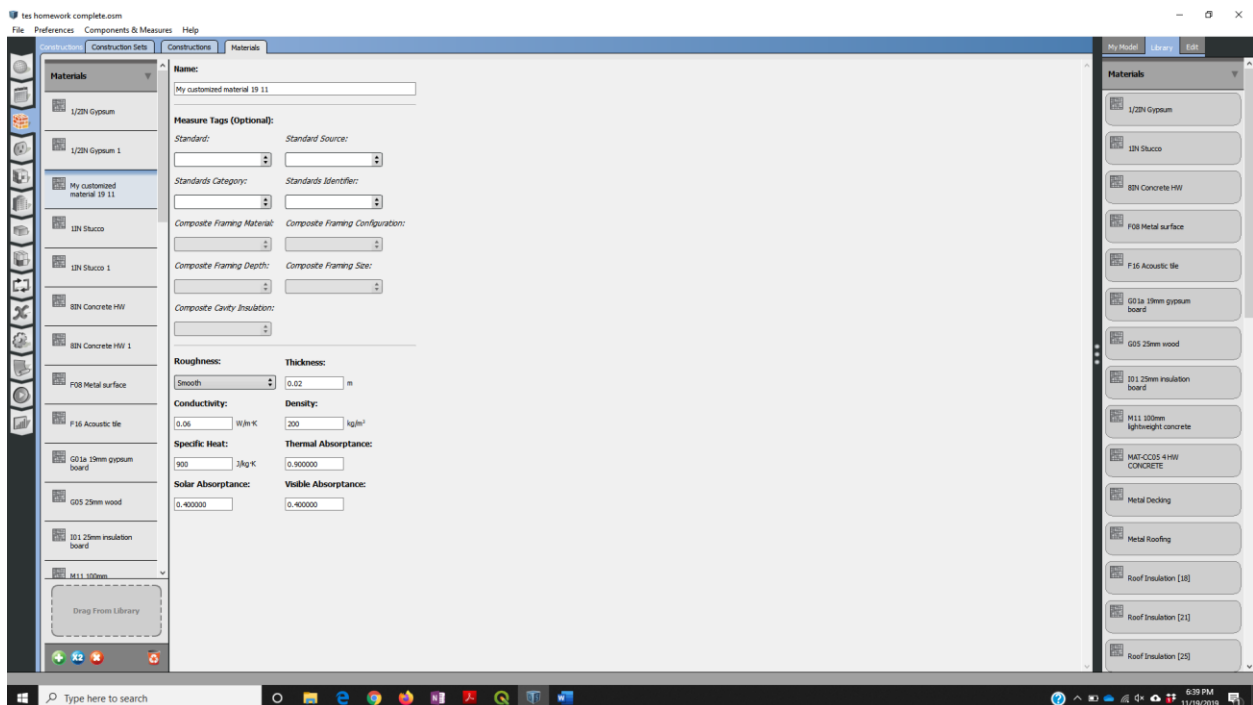 tes homework complete.osm
File Preferences Components & Measures Help
Constructions Construction Sets Constructions Materials
My Model Library Edit
Materials
1/2IN Gypsum
1/2IN Gypsum 1
My customized
material 19 11
1IN Stucco
1IN Stucco 1
8IN Concrete HW
8IN Concrete HW 1
F08 Metal surface
F16 Acoustic tile
G01a 19mm gypsum
board
G05 25mm wood
I01 25mm insulation
board
M11 100mm
Drag From Library
Name:
My customized material 19 11
Measure Tags (Optional):
Standard: Standard Source:
Standards Category: Standards Identifier:
Composite Framing Material: Composite Framing Configuration:
Composite Framing Depth: Composite Framing Size:
Composite Cavity Insulation:
Roughness: Thickness:
Smooth 0.02 m
Conductivity: Density:
0.06 W/m·K 200 kg/m³
Specific Heat: Thermal Absorptance:
900 J/kg·K 0.900000
Solar Absorptance: Visible Absorptance:
0.400000 0.400000
Materials
1/2IN Gypsum
1IN Stucco
8IN Concrete HW
F08 Metal surface
F16 Acoustic tile
G01a 19mm gypsum
board
G05 25mm wood
I01 25mm insulation
board
M11 100mm
lightweight concrete
MAT-CC05 4 HW
CONCRETE
Metal Decking
Metal Roofing
Roof Insulation [18]
Roof Insulation [21]
Roof Insulation [25]
X2
Type here to search
6:39 PM
11/19/2019